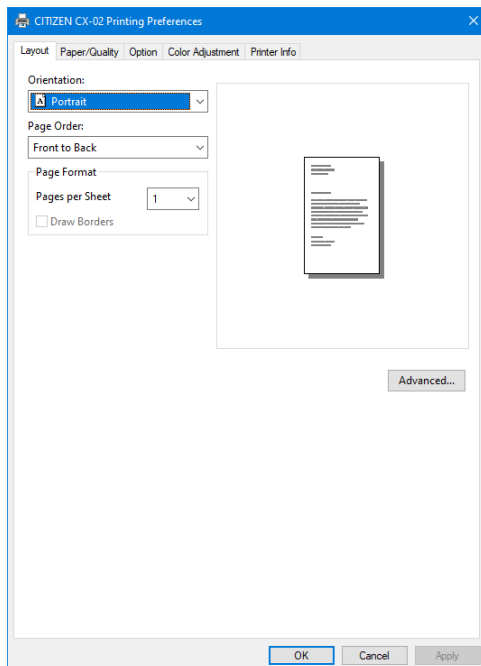 CITIZEN CX-02 Printing Preferences
Layout Paper/Quality Option Color Adjustment Printer Info
Orientation:
A Portrait
Page Order:
Front to Back
Page Format
Pages per Sheet 1
Draw Borders
Advanced...
OK Cancel Apply